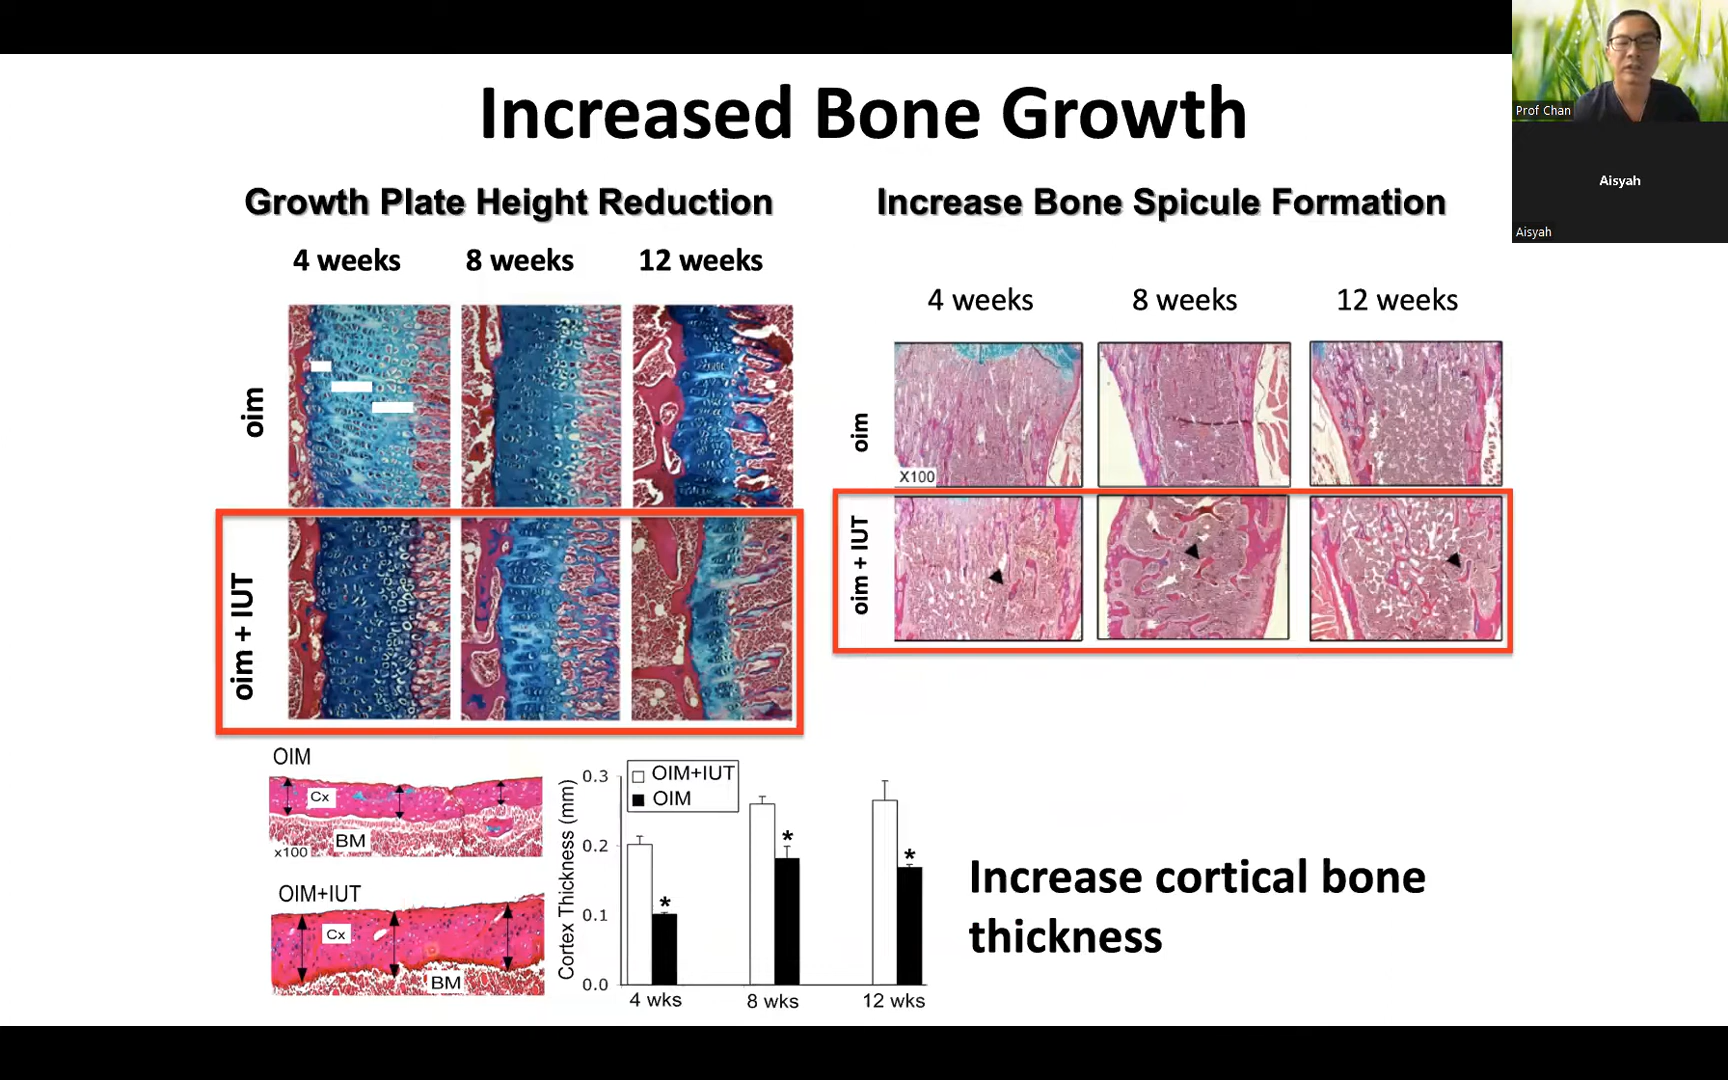 Increased Bone Growth
Prof Chan
Aisyah
Aisyah
Growth Plate Height Reduction
4 weeks 8 weeks 12 weeks
oim
oim + IUT
Increase Bone Spicule Formation
4 weeks 8 weeks 12 weeks
oim
X100
oim + IUT
OIM
Cx
BM
x100
OIM+IUT
Cx
BM
Cortex Thickness (mm)
0.3
0.2
0.1
0.0
OIM+IUT
OIM
*
*
*
4 wks 8 wks 12 wks
Increase cortical bone
thickness